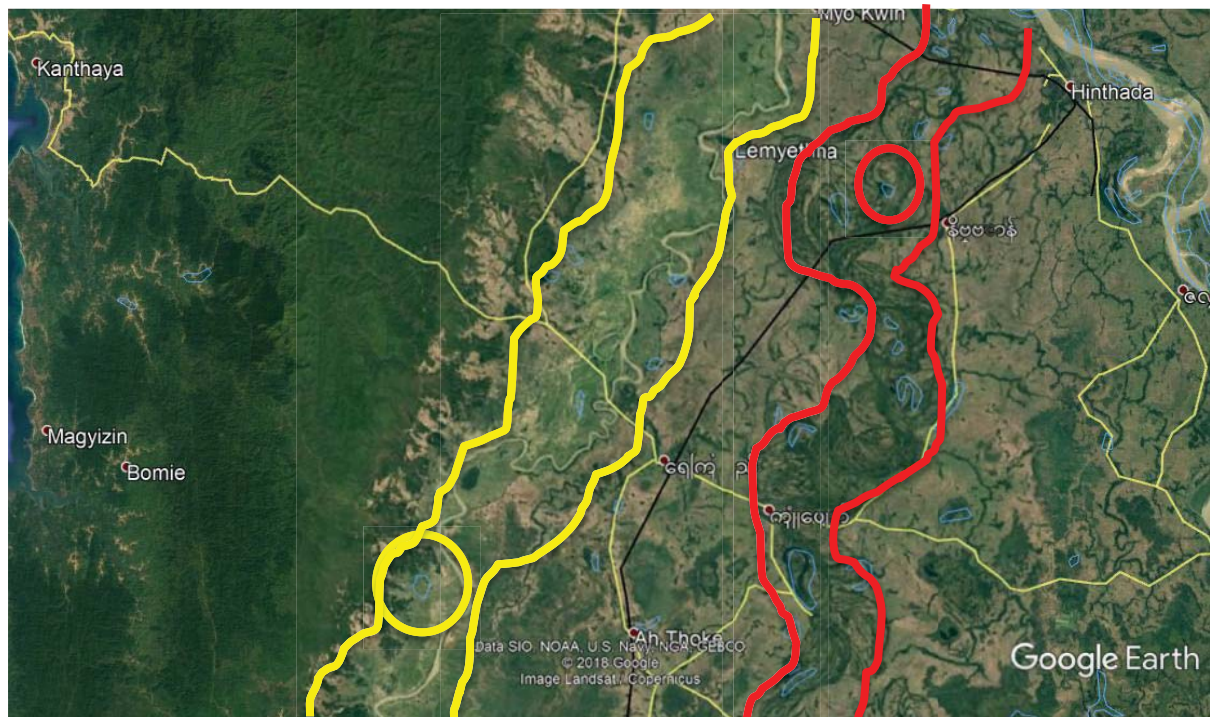 Myo Kwin
Kanthaya
Hinthada
Lemyethna
Magyizin
Bomie
Ah Thoke
Data SIO, NOAA, U.S. Navy, NGA, GEBCO
© 2018 Google
Image Landsat / Copernicus
Google Earth